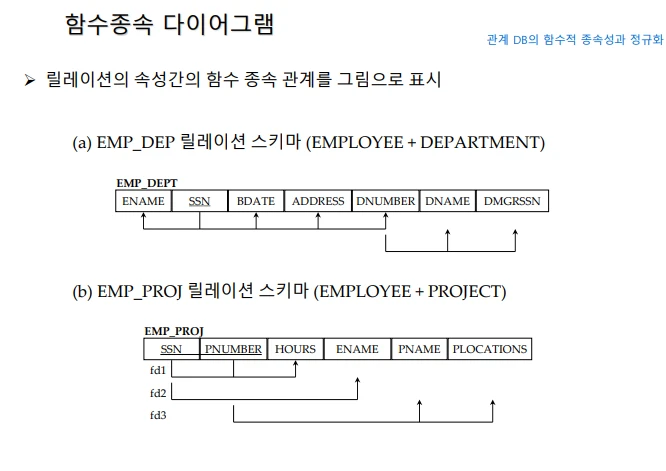 함수종속 다이어그램
관계 DB의 함수적 종속성과 정규화
➢ 릴레이션의 속성간의 함수 종속 관계를 그림으로 표시
(a) EMP_DEP 릴레이션 스키마 (EMPLOYEE + DEPARTMENT)
EMP_DEPT
ENAME SSN BDATE ADDRESS DNUMBER DNAME DMGRSSN
(b) EMP_PROJ 릴레이션 스키마 (EMPLOYEE + PROJECT)
EMP_PROJ
SSN PNUMBER HOURS ENAME PNAME PLOCATIONS
fd1
fd2
fd3